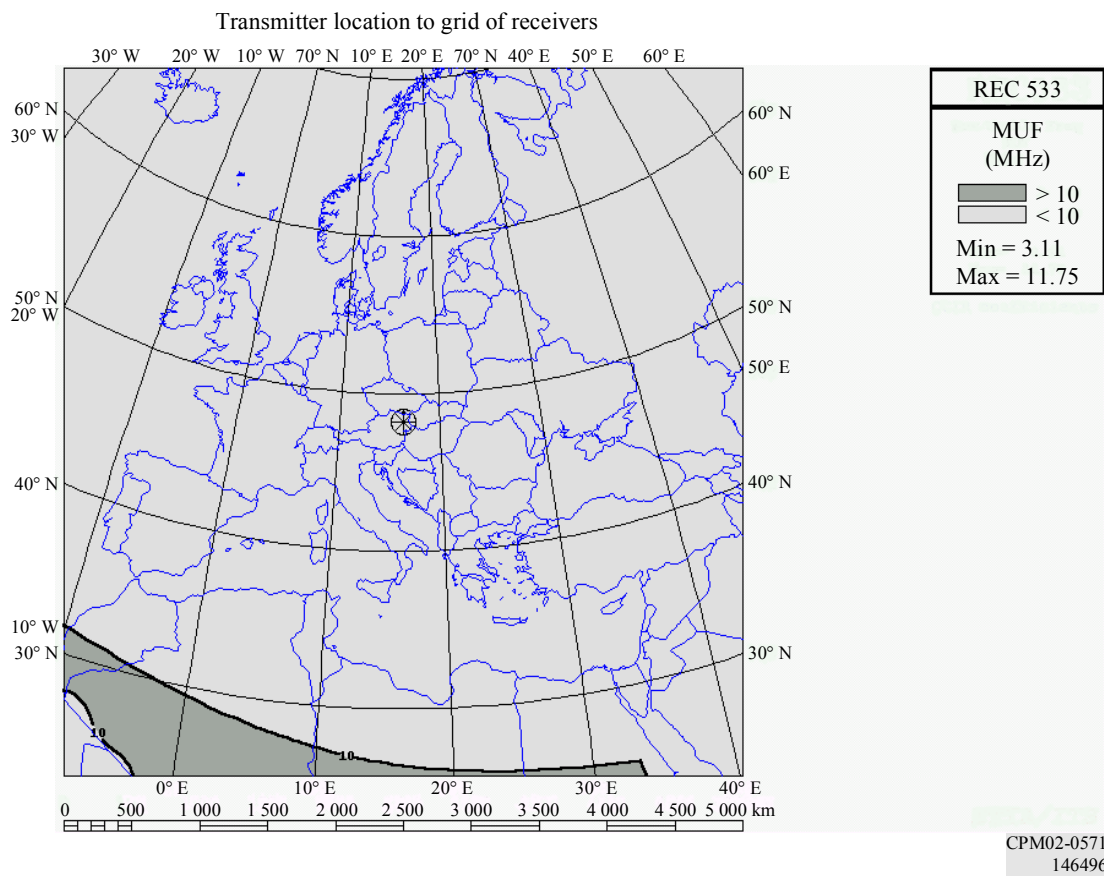 Transmitter location to grid of receivers
30° W 20° W 10° W 70 N 10° E 20° E 70 N 40° E 50° E 60° E
60° N
30° W
50° N
20° W
40° N
10° W
30° N
60° N
60° E
50° N
50° E
40° N
30° N
10
10
0° E 10° E 20° E 30° E 40° E
0 500 1 000 1 500 2 000 2 500 3 000 3 500 4 000 4 500 5 000 km
REC 533
MUF
(MHz)
> 10
< 10
Min = 3.11
Max = 11.75
CPM02-0571
146496